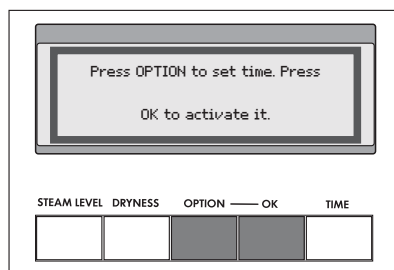 Press OPTION to set time. Press
OK to activate it.
STEAM LEVEL DRYNESS OPTION OK TIME